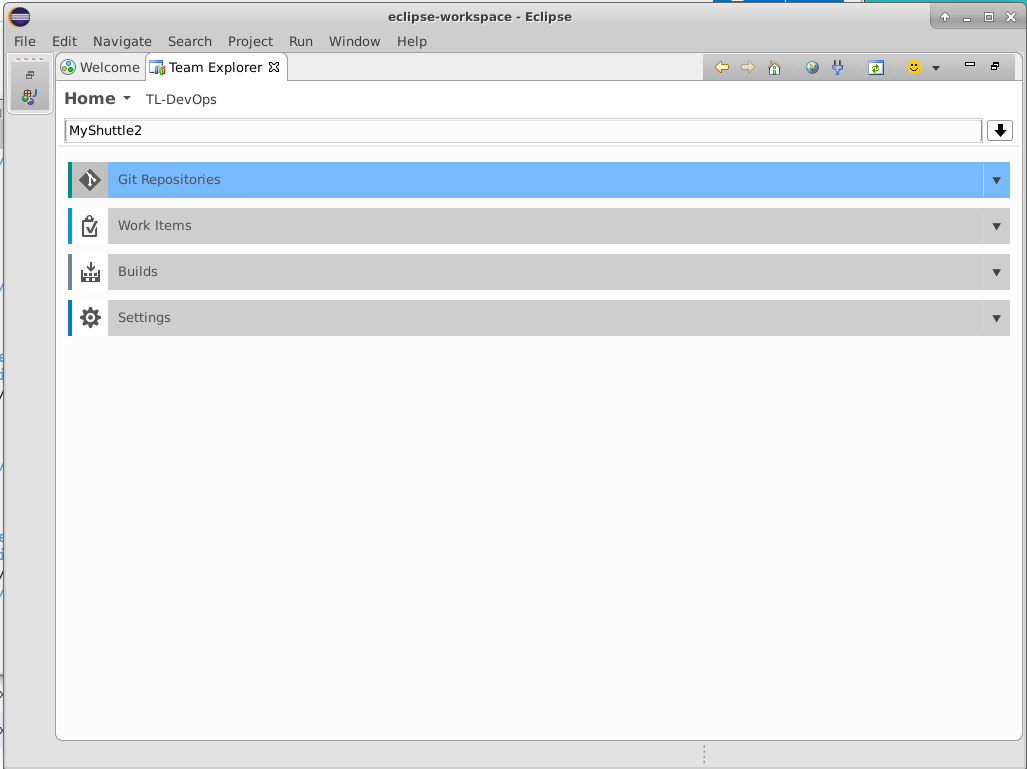 eclipse-workspace - Eclipse
File Edit Navigate Search Project Run Window Help
Welcome Team Explorer
Home TL-DevOps
MyShuttle2
Git Repositories
Work Items
Builds
Settings